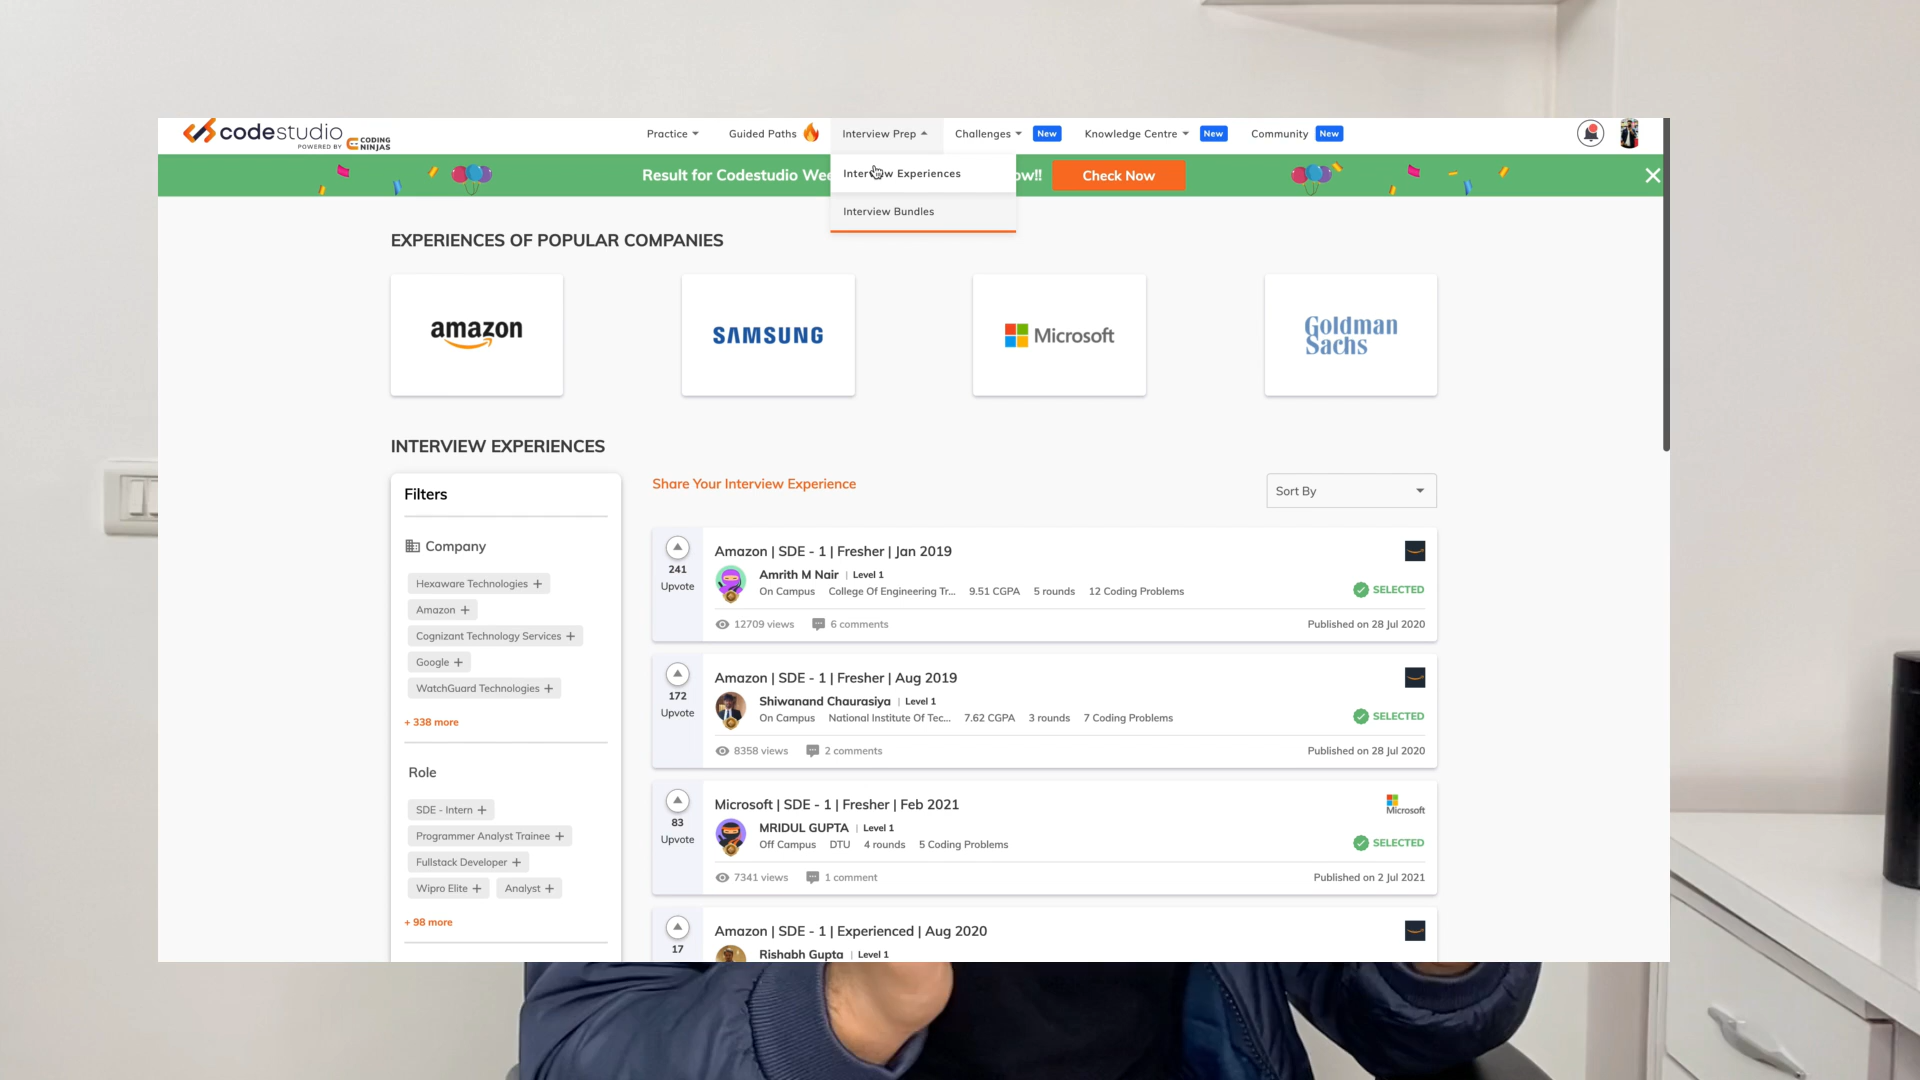 codestudio
POWERED BY CODING NINJAS
Practice Guided Paths Interview Prep Challenges New Knowledge Centre New Community New
Result for Codestudio ow!! Check Now
Interview Experiences
Interview Bundles
EXPERIENCES OF POPULAR COMPANIES
amazon SAMSUNG Microsoft Goldman Sachs
INTERVIEW EXPERIENCES
Filters
Company
Hexaware Technologies +
Amazon +
Cognizant Technology Services +
Google +
WatchGuard Technologies +
+ 338 more
Role
SDE - Intern +
Programmer Analyst Trainee +
Fullstack Developer +
Wipro Elite + Analyst +
+ 98 more
Share Your Interview Experience
Sort By
241
Upvote
Amazon | SDE - 1 | Fresher | Jan 2019
Amrith M Nair | Level 1
On Campus College Of Engineering Tr... 9.51 CGPA 5 rounds 12 Coding Problems
SELECTED
12709 views 6 comments Published on 28 Jul 2020
172
Upvote
Amazon | SDE - 1 | Fresher | Aug 2019
Shiwanand Chaurasiya | Level 1
On Campus National Institute Of Tec... 7.62 CGPA 3 rounds 7 Coding Problems
SELECTED
8358 views 2 comments Published on 28 Jul 2020
83
Upvote
Microsoft | SDE - 1 | Fresher | Feb 2021
Microsoft
MRIDUL GUPTA | Level 1
Off Campus DTU 4 rounds 5 Coding Problems
SELECTED
7341 views 1 comment Published on 2 Jul 2021
17
Amazon | SDE - 1 | Experienced | Aug 2020
Rishabh Gupta | Level 1